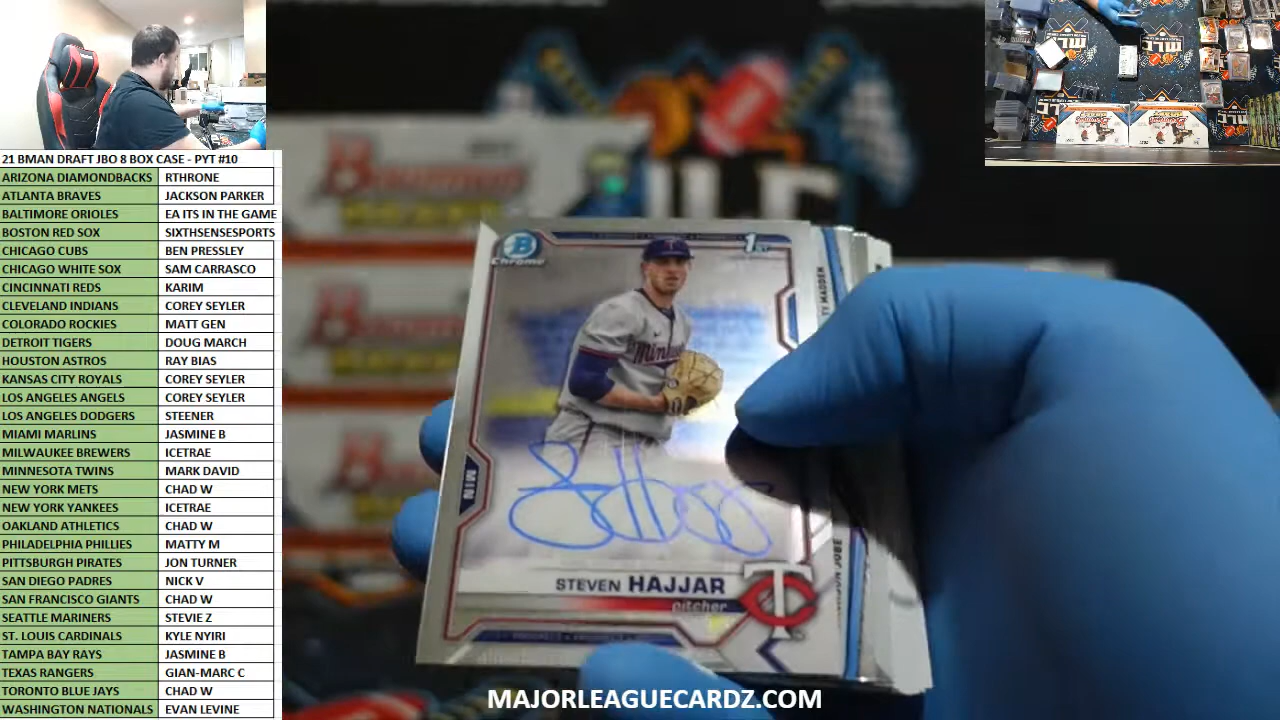 21 BMAN DRAFT JBO 8 BOX CASE - PYT #10
ARIZONA DIAMONDBACKS RTHRONE
ATLANTA BRAVES JACKSON PARKER
BALTIMORE ORIOLES EA ITS IN THE GAME
BOSTON RED SOX SIXTHSENSESPORTS
CHICAGO CUBS BEN PRESSLEY
CHICAGO WHITE SOX SAM CARRASCO
CINCINNATI REDS KARIM
CLEVELAND INDIANS COREY SEYLER
COLORADO ROCKIES MATT GEN
DETROIT TIGERS DOUG MARCH
HOUSTON ASTROS RAY BIAS
KANSAS CITY ROYALS COREY SEYLER
LOS ANGELES ANGELS COREY SEYLER
LOS ANGELES DODGERS STEENER
MIAMI MARLINS JASMINE B
MILWAUKEE BREWERS ICETRAE
MINNESOTA TWINS MARK DAVID
NEW YORK METS CHAD W
NEW YORK YANKEES ICETRAE
OAKLAND ATHLETICS CHAD W
PHILADELPHIA PHILLIES MATTY M
PITTSBURGH PIRATES JON TURNER
SAN DIEGO PADRES NICK V
SAN FRANCISCO GIANTS CHAD W
SEATTLE MARINERS STEVIE Z
ST. LOUIS CARDINALS KYLE NYIRI
TAMPA BAY RAYS JASMINE B
TEXAS RANGERS GIAN-MARC C
TORONTO BLUE JAYS CHAD W
WASHINGTON NATIONALS EVAN LEVINE
B
Chrome
1ST
TY MADDEN
MIN
STEVEN HAJJAR
pitcher
TC
MAJORLEAGUECARDZ.COM